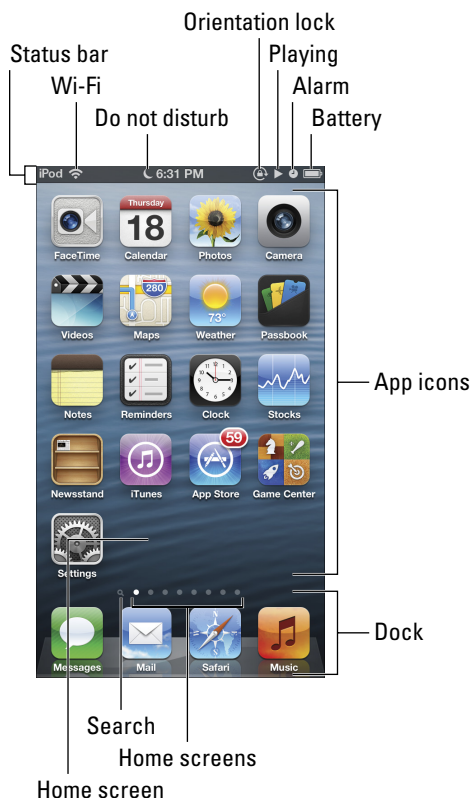 Orientation lock
Status bar
Playing
Wi-Fi
Alarm
Do not disturb
Battery
iPod 6:31 PM
Thursday
18
FaceTime Calendar Photos Camera
280
73°
Videos Maps Weather Passbook
App icons
Notes Reminders Clock Stocks
59
Newsstand iTunes App Store Game Center
Settings
Dock
Messages Mail Safari Music
Search
Home screens
Home screen